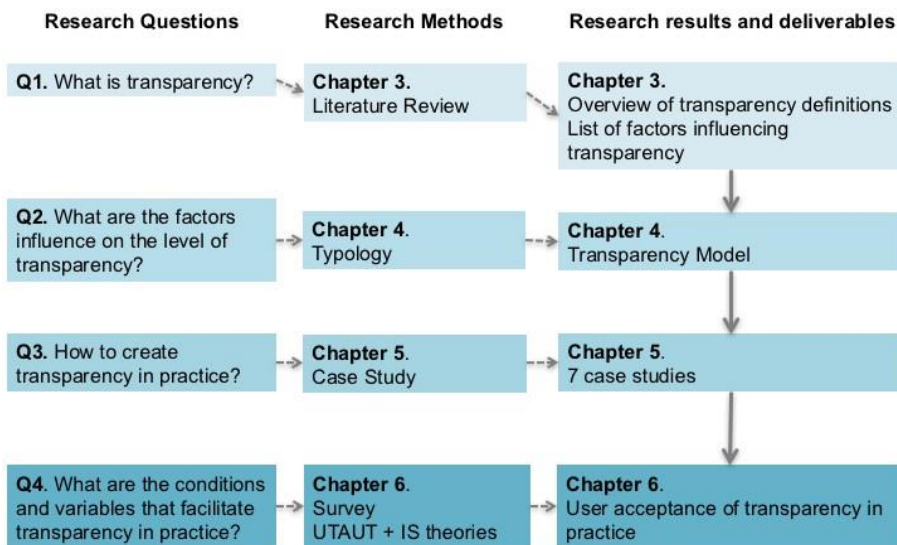 Research Questions
Research Methods
Research results and deliverables
Q1. What is transparency?
Chapter 3.
Literature Review
Chapter 3.
Overview of transparency definitions
List of factors influencing
transparency
Q2. What are the factors
influence on the level of
transparency?
Chapter 4.
Typology
Chapter 4.
Transparency Model
Q3. How to create
transparency in practice?
Chapter 5.
Case Study
Chapter 5.
7 case studies
Q4. What are the conditions
and variables that facilitate
transparency in practice?
Chapter 6.
Survey
UTAUT + IS theories
Chapter 6.
User acceptance of transparency in
practice